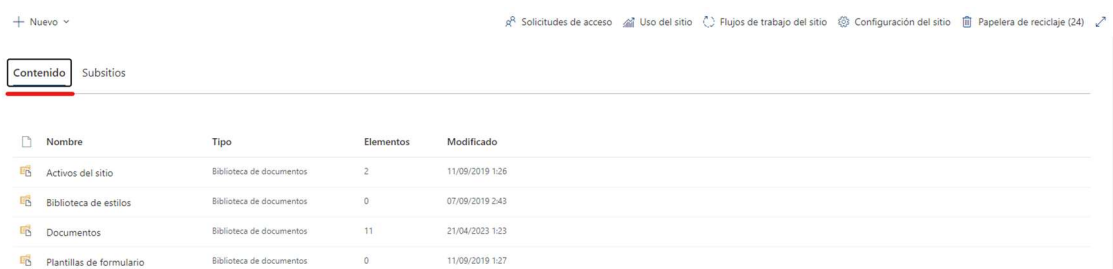 Nuevo
Solicitudes de acceso Uso del sitio Flujos de trabajo del sitio Configuración del sitio Papelera de reciclaje (24)
Contenido Subsitios
Nombre Tipo Elementos Modificado
Activos del sitio Biblioteca de documentos 2 11/09/2019 1:26
Biblioteca de estilos Biblioteca de documentos 0 07/09/2019 2:43
Documentos Biblioteca de documentos 11 21/04/2023 1:23
Plantillas de formulario Biblioteca de documentos 0 11/09/2019 1:27